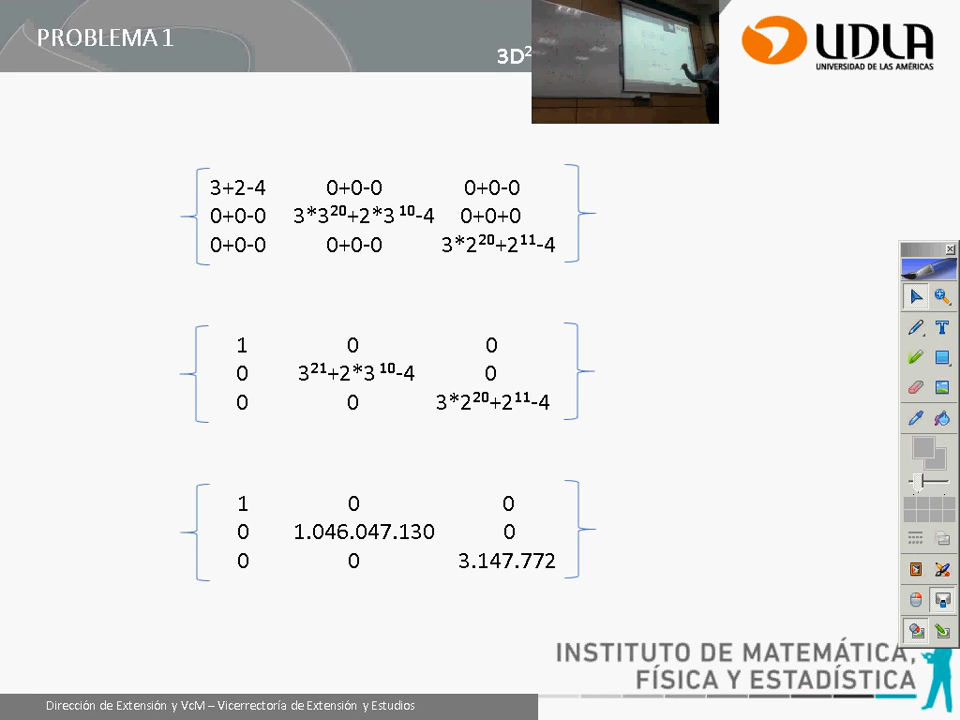 PROBLEMA 1
3D²
UDLA
UNIVERSIDAD DE LAS AMÉRICAS
3+2-4 0+0-0 0+0-0
0+0-0 3*3²⁰+2*3¹⁰-4 0+0+0
0+0-0 0+0-0 3*2²⁰+2¹¹-4
1 0 0
0 3²¹+2*3¹⁰-4 0
0 0 3*2²⁰+2¹¹-4
1 0 0
0 1.046.047.130 0
0 0 3.147.772
INSTITUTO DE MATEMÁTICA,
FÍSICA Y ESTADÍSTICA
Dirección de Extensión y VcM – Vicerrectoría de Extensión y Estudios